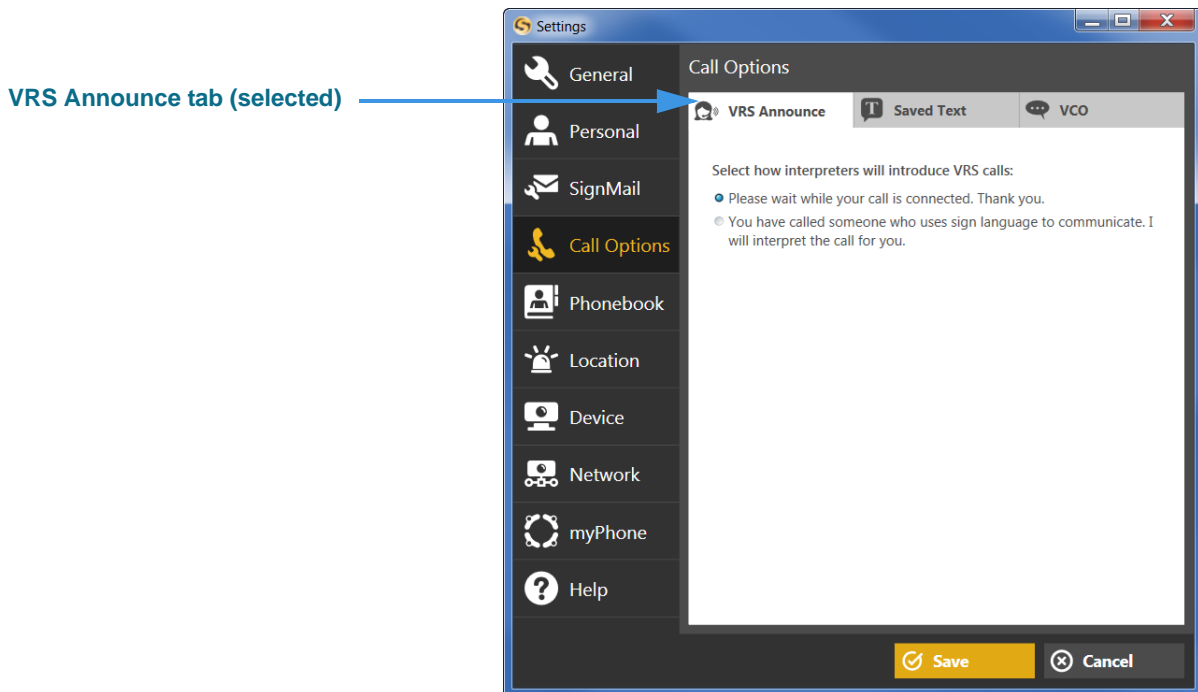 Settings
VRS Announce tab (selected)
General
Personal
SignMail
Call Options
Phonebook
Location
Device
Network
myPhone
Help
Call Options
VRS Announce
T Saved Text
VCO
Select how interpreters will introduce VRS calls:
Please wait while your call is connected. Thank you.
You have called someone who uses sign language to communicate. I
will interpret the call for you.
Save
Cancel